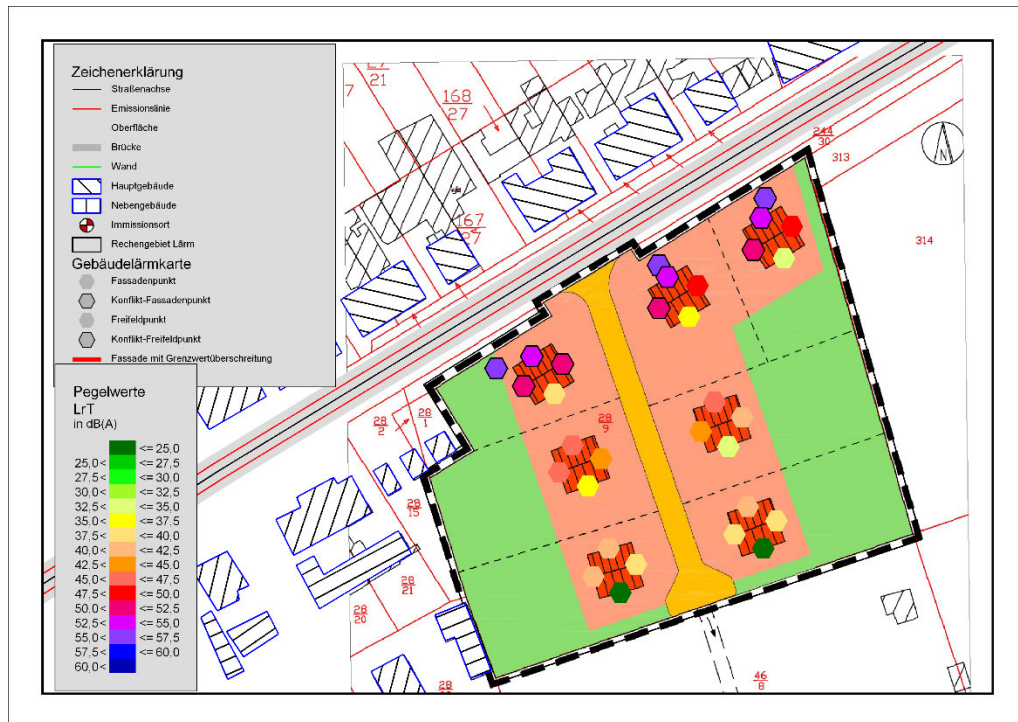 Zeichenerklärung
Straßenachse
Emissionslinie
Oberfläche
Brücke
Wand
Hauptgebäude
Nebengebäude
Immissionsort
Rechengebiet Lärm
Gebäudelärmkarte
Fassadenpunkt
Konflikt-Fassadenpunkt
Freifeldpunkt
Konflikt-Freifeldpunkt
Fassade mit Grenzwertüberschreitung
Pegelwerte
LrT
in dB(A)
<= 25,0
25,0 < <= 27,5
27,5 < <= 30,0
30,0 < <= 32,5
32,5 < <= 35,0
35,0 < <= 37,5
37,5 < <= 40,0
40,0 < <= 42,5
42,5 < <= 45,0
45,0 < <= 47,5
47,5 < <= 50,0
50,0 < <= 52,5
52,5 < <= 55,0
55,0 < <= 57,5
57,5 < <= 60,0
60,0 <
21
7
168
27
167
27
244
30
313
314
N
28
2
28
1
28
9
28
15
28
21
28
20
28
46
8